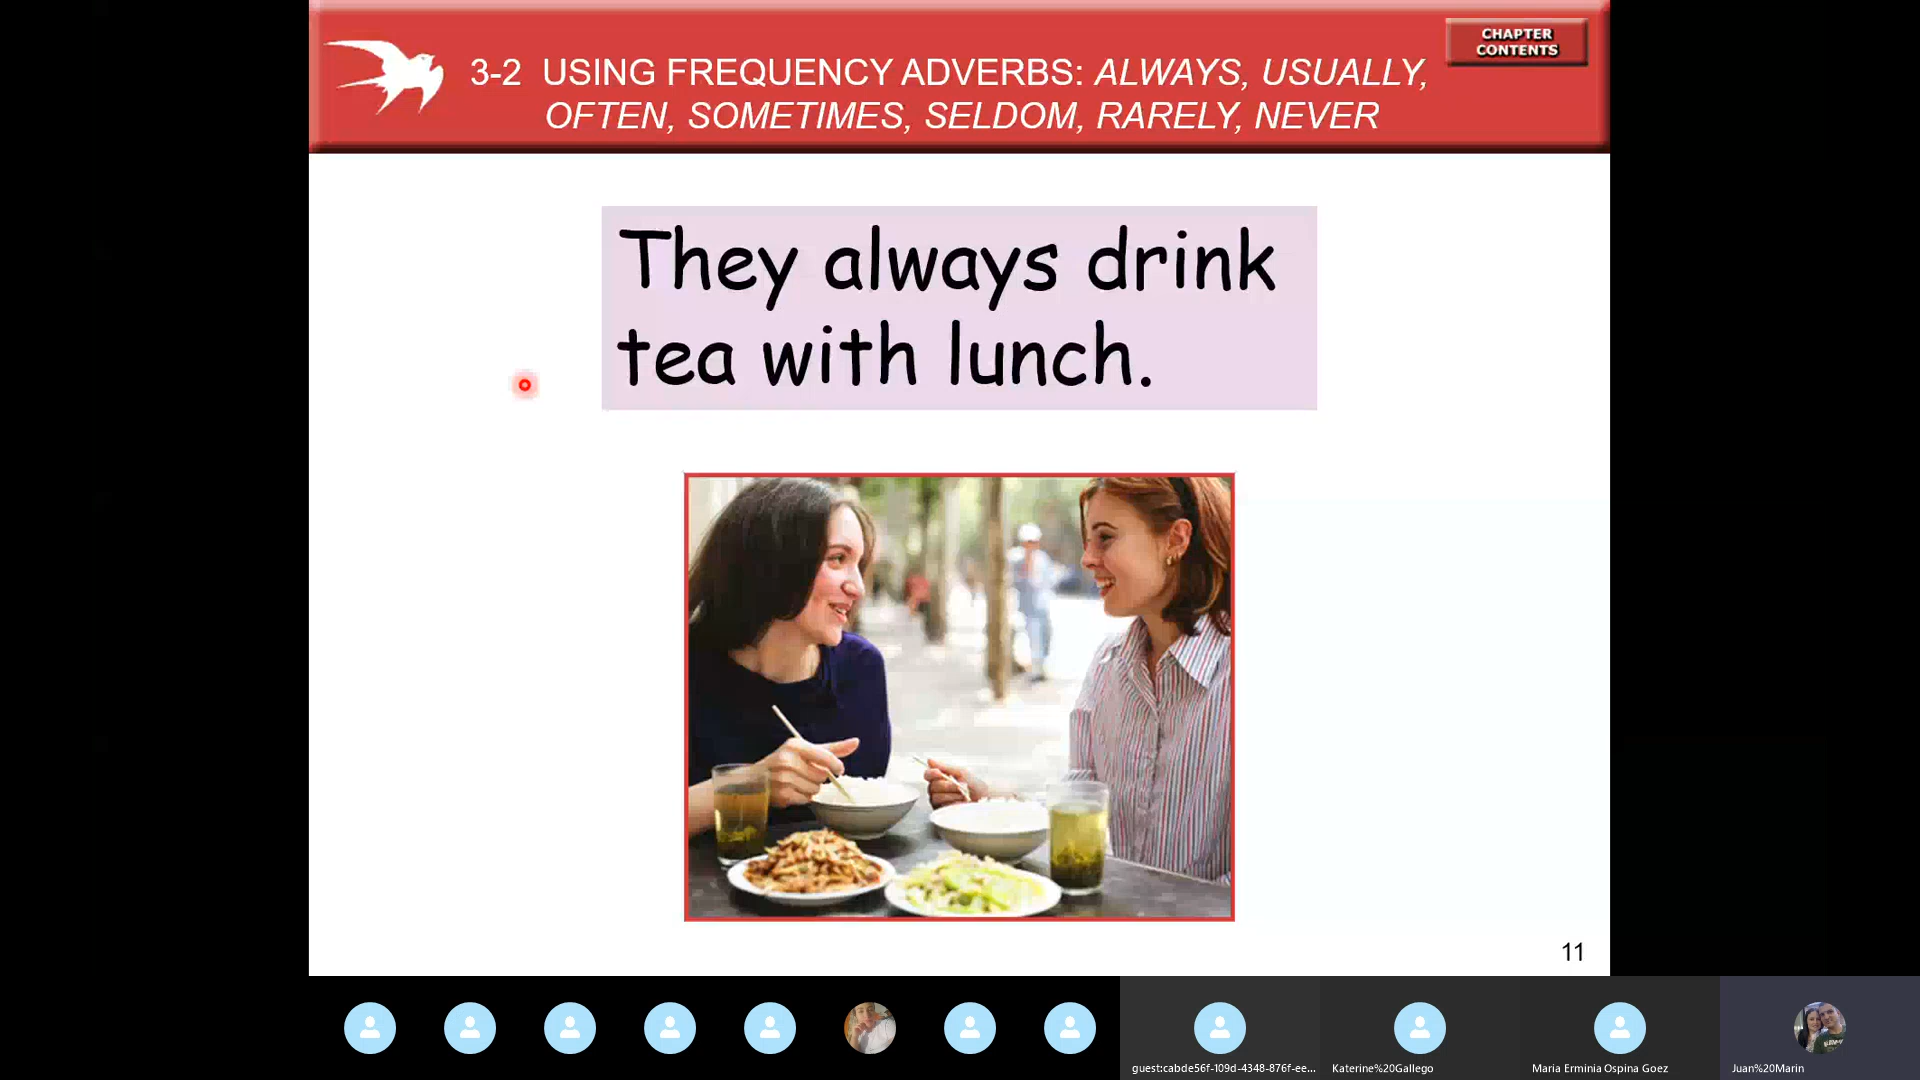 CHAPTER
CONTENTS
3-2 USING FREQUENCY ADVERBS: ALWAYS, USUALLY,
OFTEN, SOMETIMES, SELDOM, RARELY, NEVER
They always drink
tea with lunch.
11
guest:cabde56f-109d-4348-876f-ee...
Katerine%20Gallego
Maria Erminia Ospina Goez
Juan%20Marin